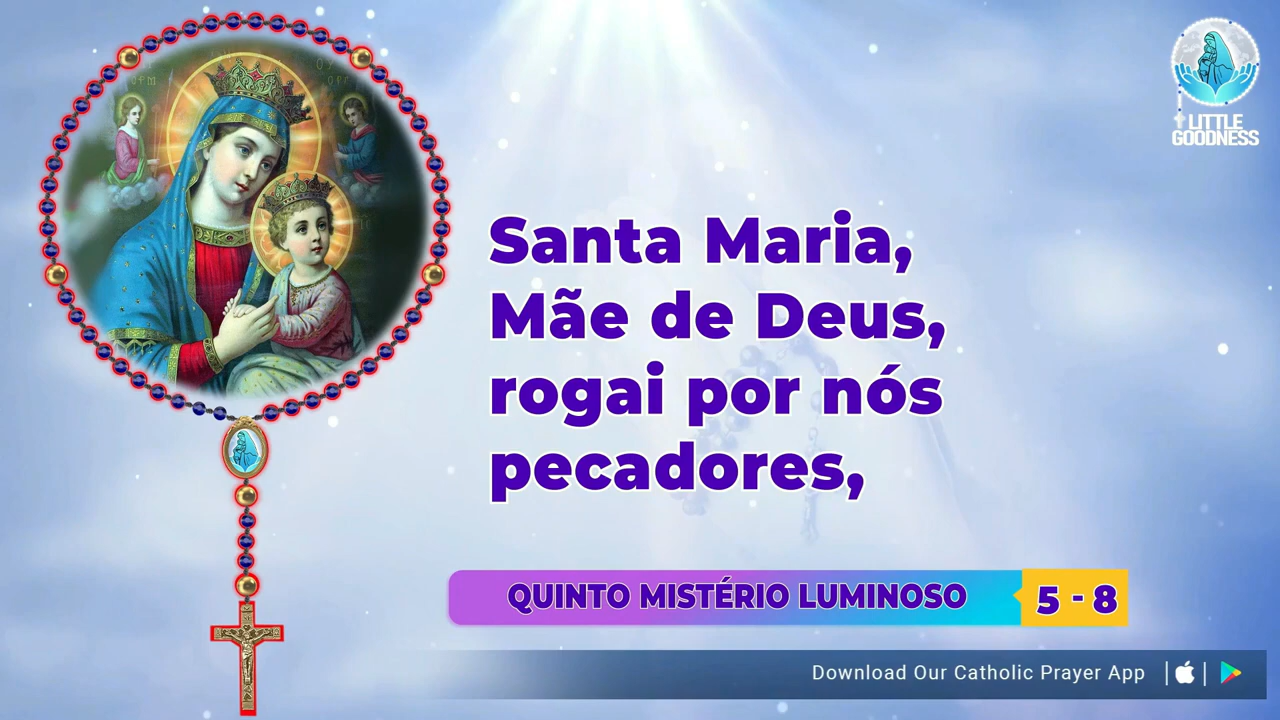 LITTLE
GOODNESS
Santa Maria,
Mãe de Deus,
rogai por nós
pecadores,
QUINTO MISTÉRIO LUMINOSO
5 - 8
Download Our Catholic Prayer App